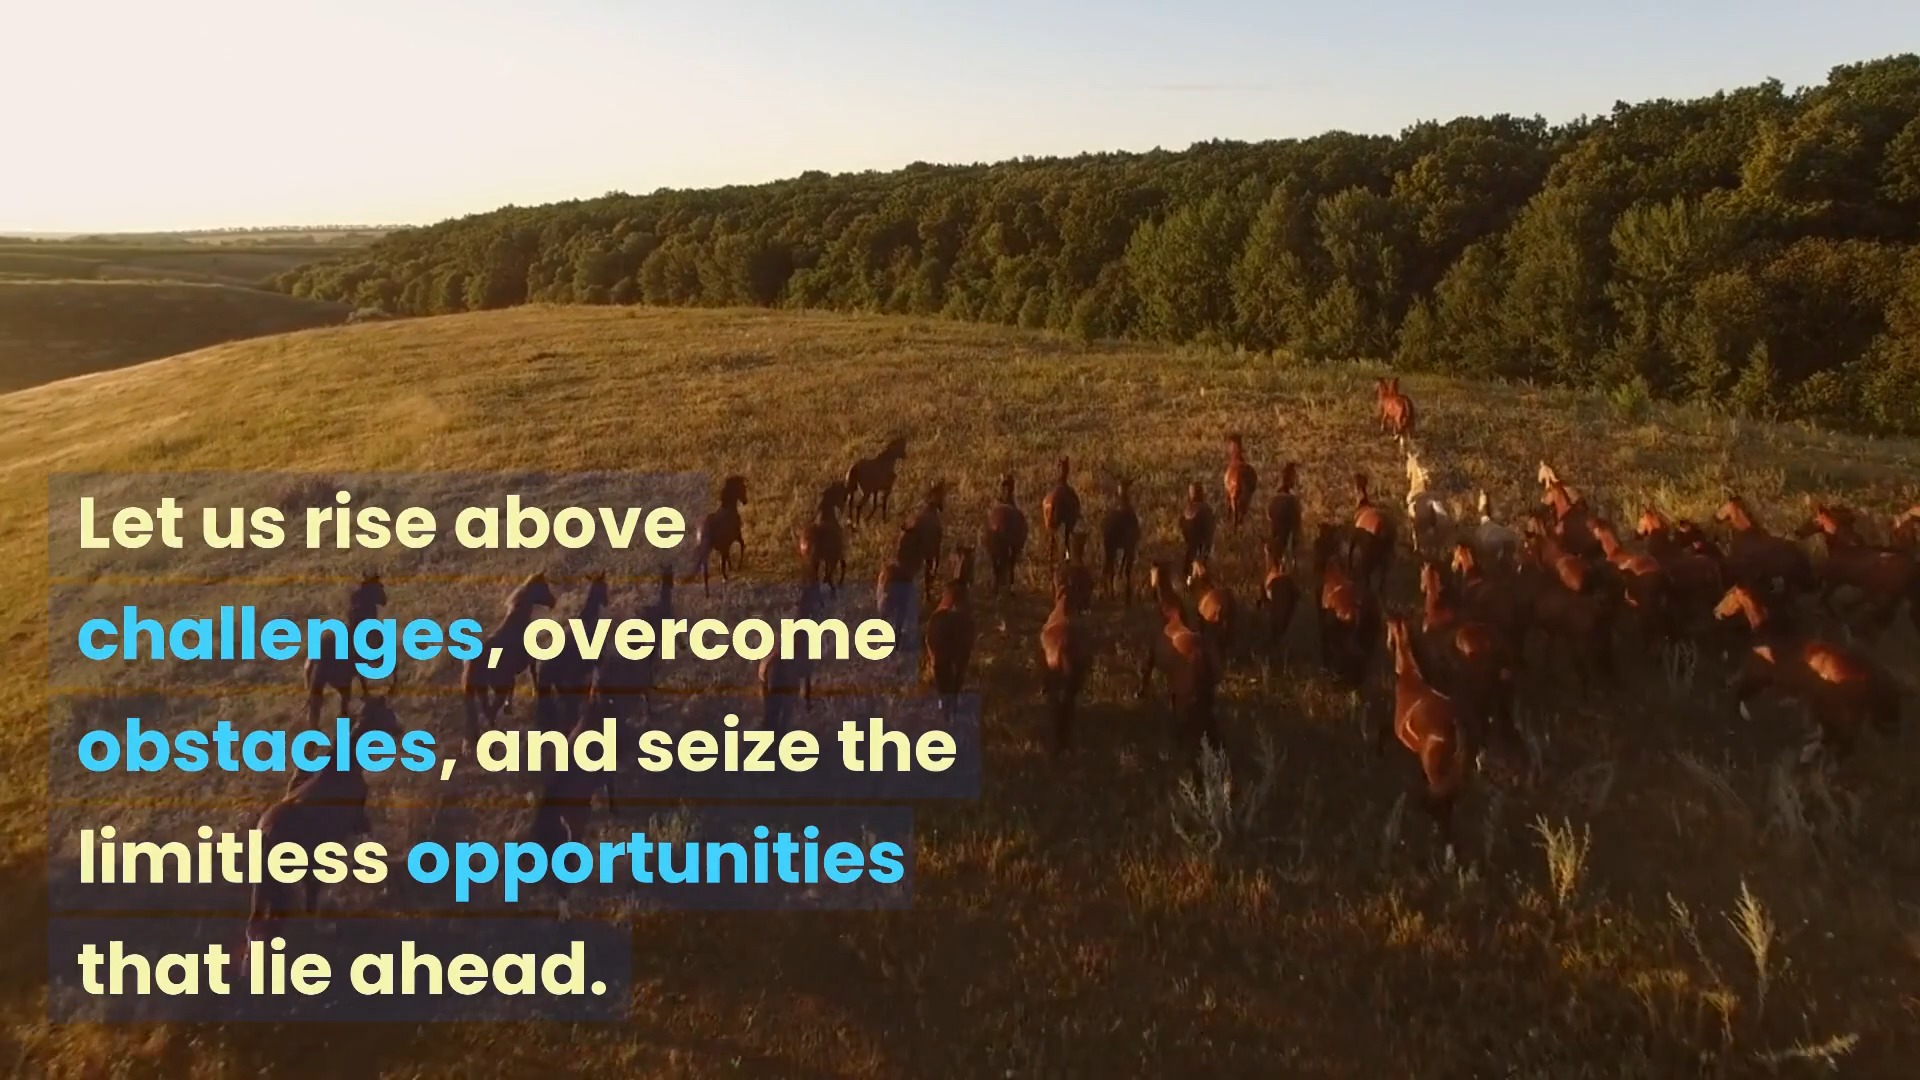 Let us rise above
challenges, overcome
obstacles, and seize the
limitless opportunities
that lie ahead.